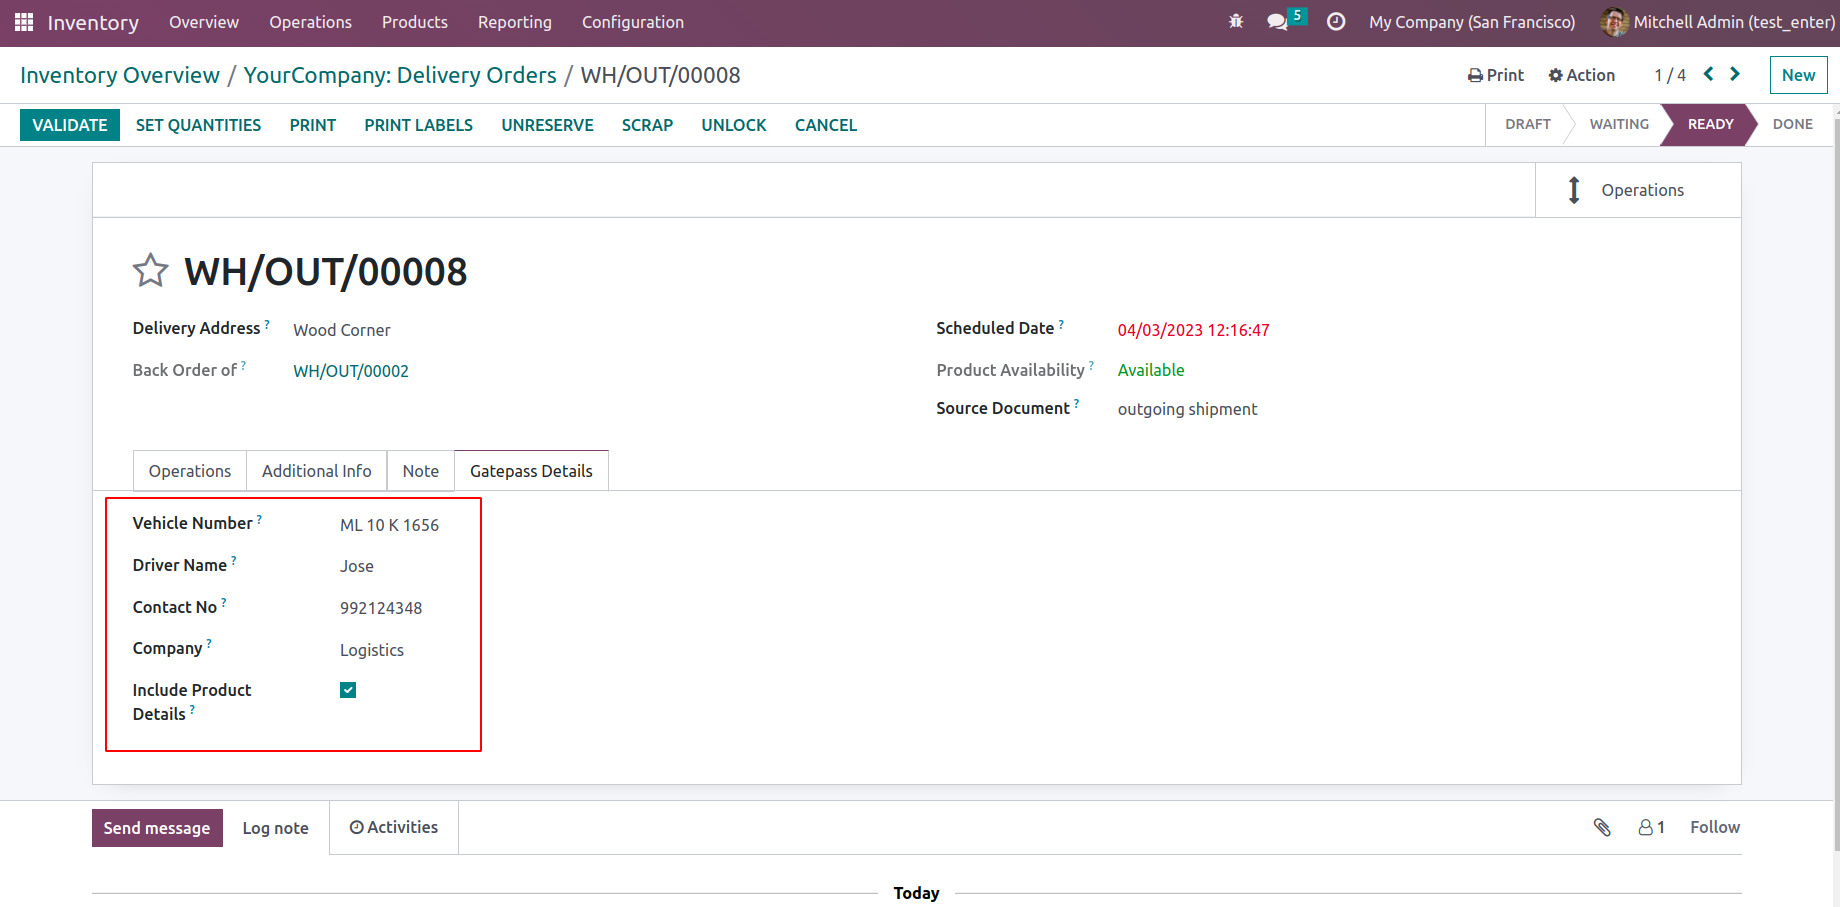 Inventory Overview Operations Products Reporting Configuration 5 My Company (San Francisco) Mitchell Admin (test_enter)
Inventory Overview / YourCompany: Delivery Orders / WH/OUT/00008 Print Action 1 / 4 New
VALIDATE SET QUANTITIES PRINT PRINT LABELS UNRESERVE SCRAP UNLOCK CANCEL DRAFT WAITING READY DONE
Operations
WH/OUT/00008
Delivery Address ? Wood Corner Scheduled Date ? 04/03/2023 12:16:47
Back Order of ? WH/OUT/00002 Product Availability ? Available
Source Document ? outgoing shipment
Operations Additional Info Note Gatepass Details
Vehicle Number ? ML 10 K 1656
Driver Name ? Jose
Contact No ? 992124348
Company ? Logistics
Include Product
Details ?
Send message Log note Activities 1 Follow
Today